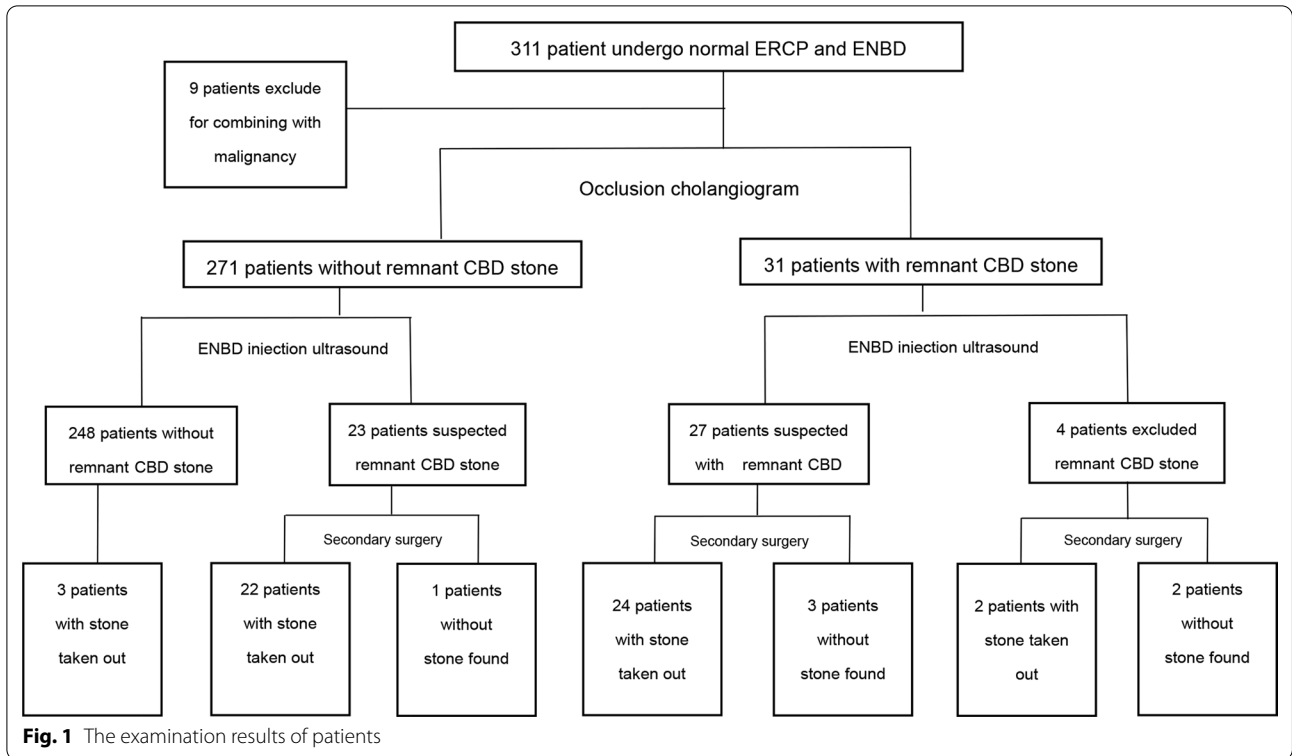 311 patient undergo normal ERCP and ENBD
9 patients exclude
for combining with
malignancy
Occlusion cholangiogram
271 patients without remnant CBD stone
31 patients with remnant CBD stone
ENBD injection ultrasound
ENBD injection ultrasound
248 patients without
remnant CBD stone
23 patients suspected
remnant CBD stone
27 patients suspected
with remnant CBD
4 patients excluded
remnant CBD stone
Secondary surgery
Secondary surgery
Secondary surgery
3 patients
with stone
taken out
22 patients
with stone
taken out
1 patients
without
stone found
24 patients
with stone
taken out
3 patients
without
stone found
2 patients with
stone taken
out
2 patients
without
stone found
Fig. 1 The examination results of patients